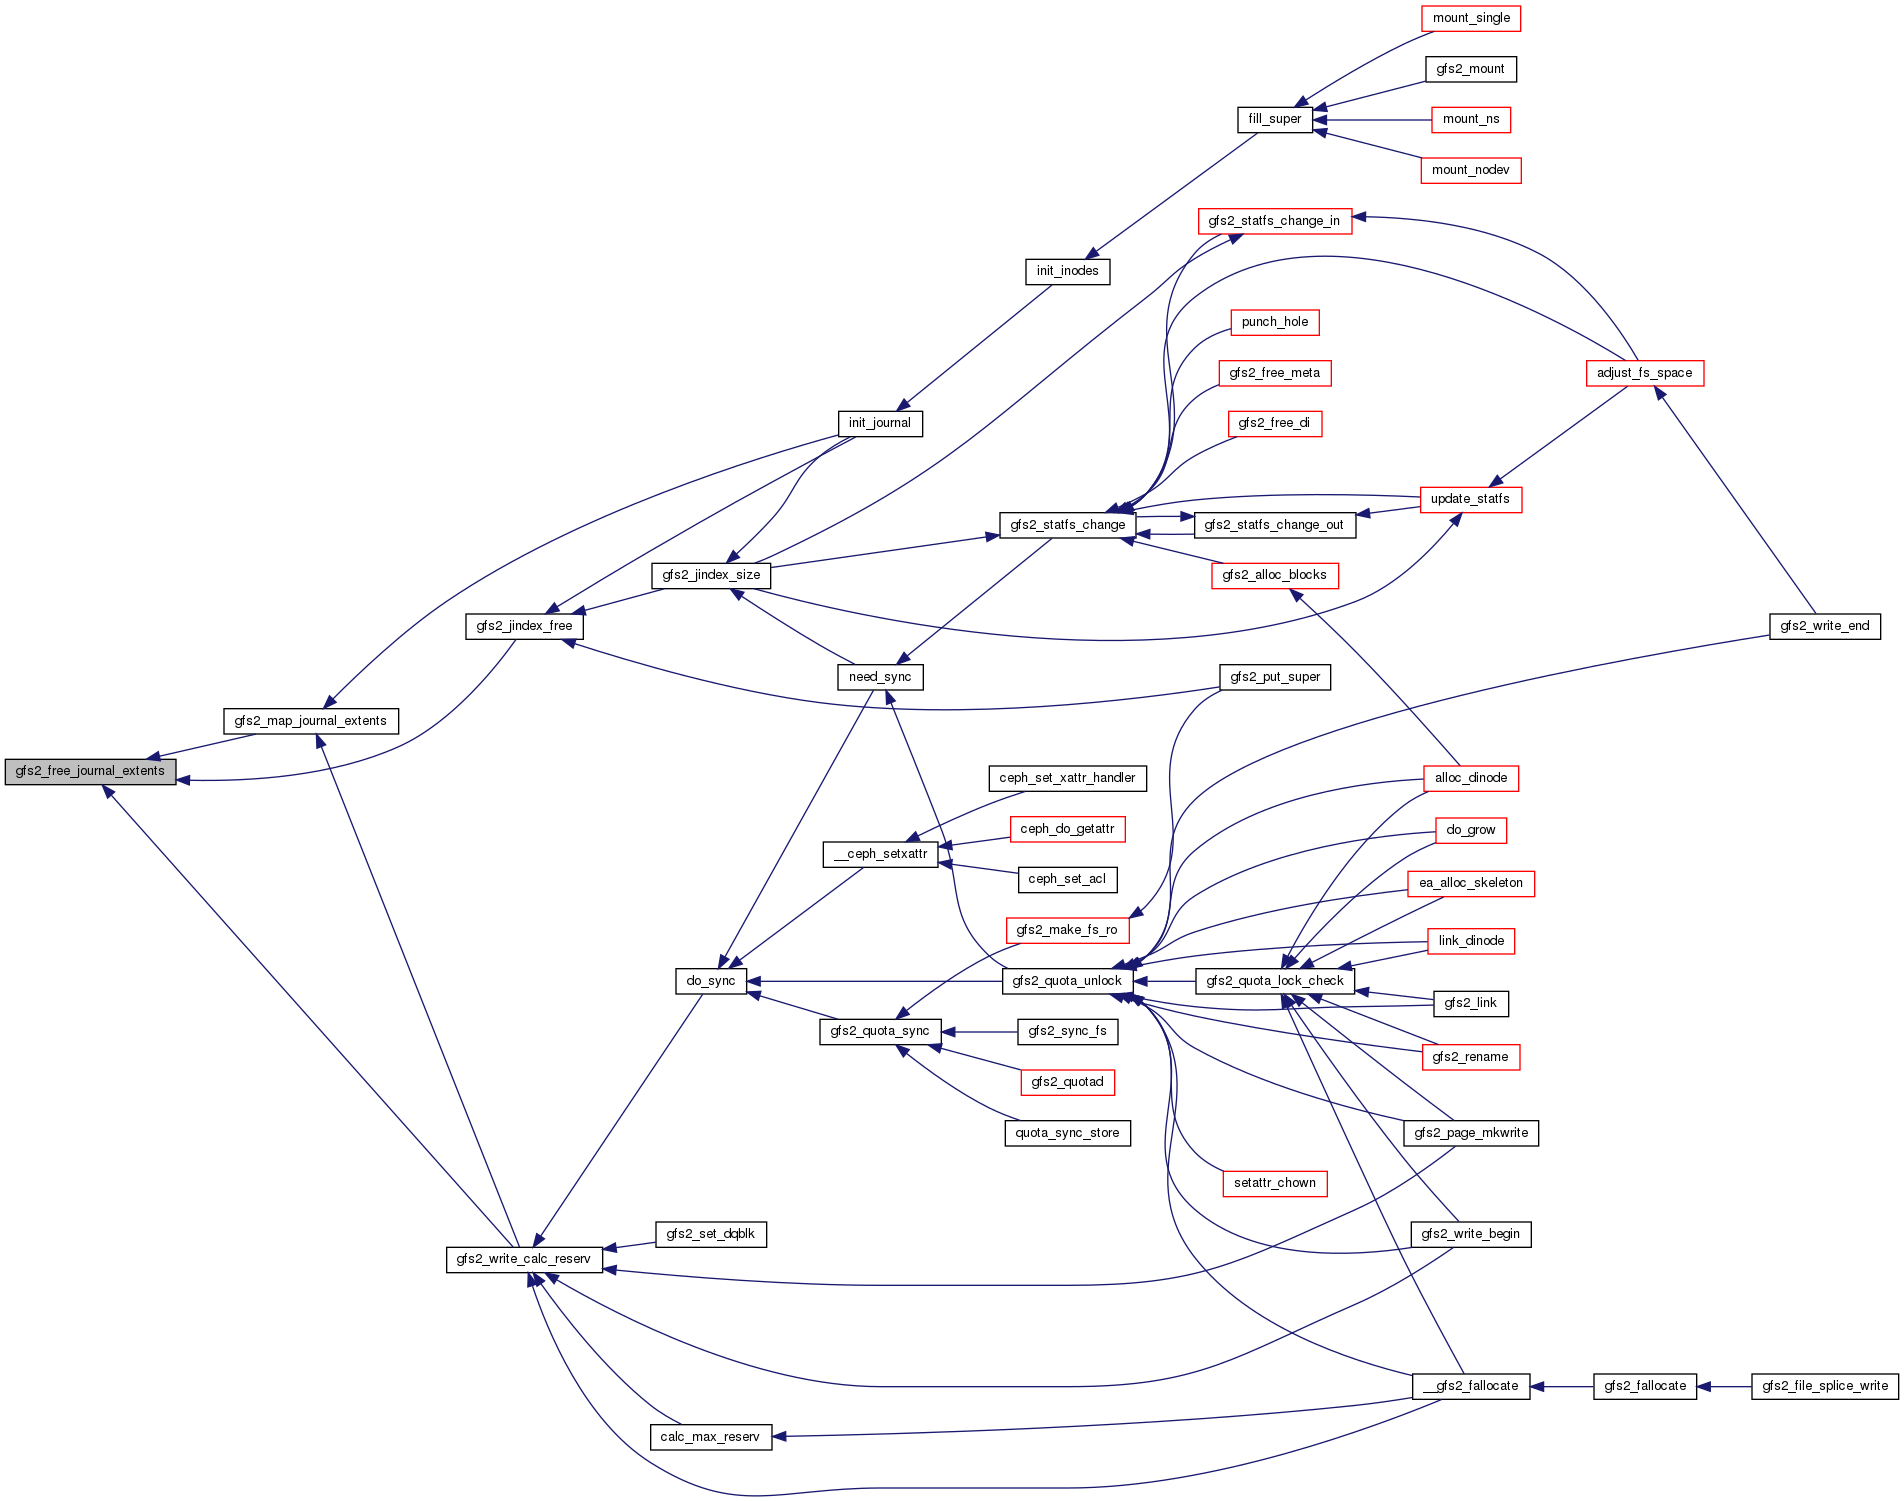 mount_single
gfs2_mount
fill_super
mount_ns
mount_nodev
gfs2_statfs_change_in
init_inodes
punch_hole
gfs2_free_meta
adjust_fs_space
gfs2_free_di
init_journal
update_statfs
gfs2_statfs_change
gfs2_statfs_change_out
gfs2_jindex_size
gfs2_alloc_blocks
gfs2_jindex_free
gfs2_write_end
need_sync
gfs2_put_super
gfs2_map_journal_extents
gfs2_free_journal_extents
ceph_set_xattr_handler
alloc_dinode
ceph_do_getattr
do_grow
__ceph_setxattr
ceph_set_acl
ea_alloc_skeleton
gfs2_make_fs_ro
link_dinode
do_sync
gfs2_quota_unlock
gfs2_quota_lock_check
gfs2_link
gfs2_quota_sync
gfs2_sync_fs
gfs2_rename
gfs2_quotad
quota_sync_store
gfs2_page_mkwrite
setattr_chown
gfs2_set_dqblk
gfs2_write_begin
gfs2_write_calc_reserv
__gfs2_fallocate
gfs2_fallocate
gfs2_file_splice_write
calc_max_reserv